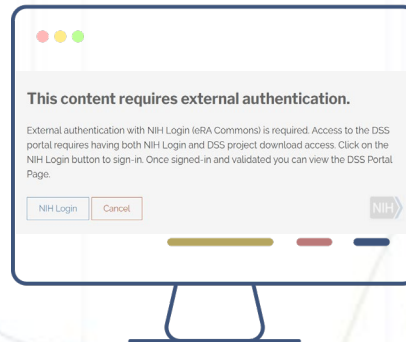 This content requires external authentication.
External authentication with NIH Login (eRA Commons) is required. Access to the DSS
portal requires having both NIH Login and DSS project download access. Click on the
NIH Login button to sign-in. Once signed-in and validated you can view the DSS Portal
Page.
NIH Login
Cancel
NIH